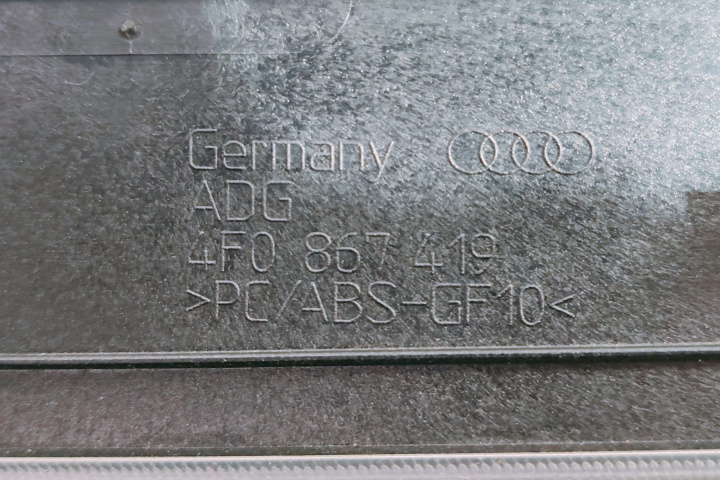 Germany
ADG
4F0 867 419
>PC/ABS-GF10<